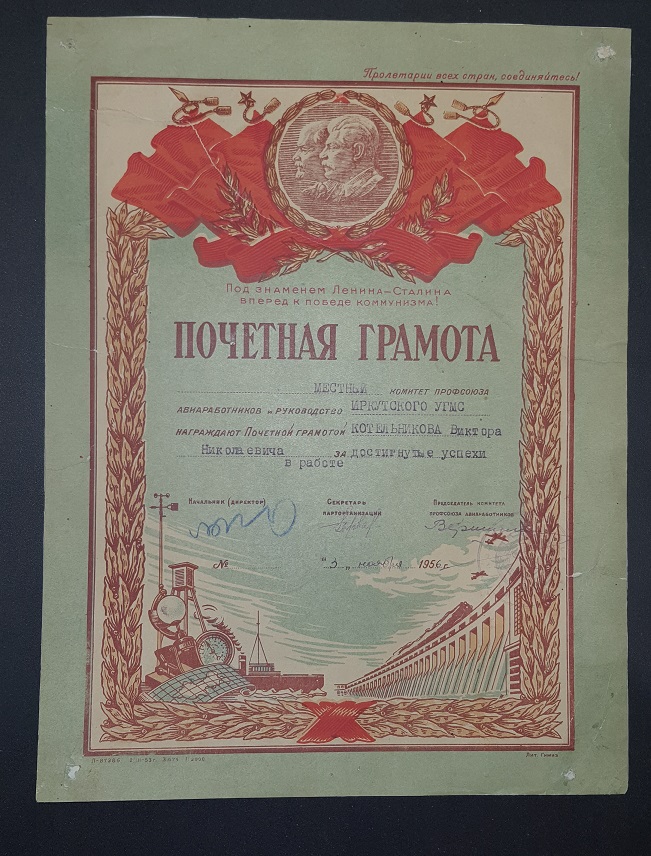 Пролетарии всех стран, соединяйтесь!
Под знаменем Ленина—Сталина
вперед к победе коммунизма!
ПОЧЕТНАЯ ГРАМОТА
МЕСТНЫЙ комитет профсоюза
авиаработников и руководство ИРКУТСКОГО УГМС
награждают Почетной грамотой КОТЕЛЬНИКОВА Виктора
Николаевича за достигнутые успехи
в работе
Начальник (директор) Секретарь парторганизации Председатель комитета профсоюза авиаработников
№ "3" ноября 1956 г.